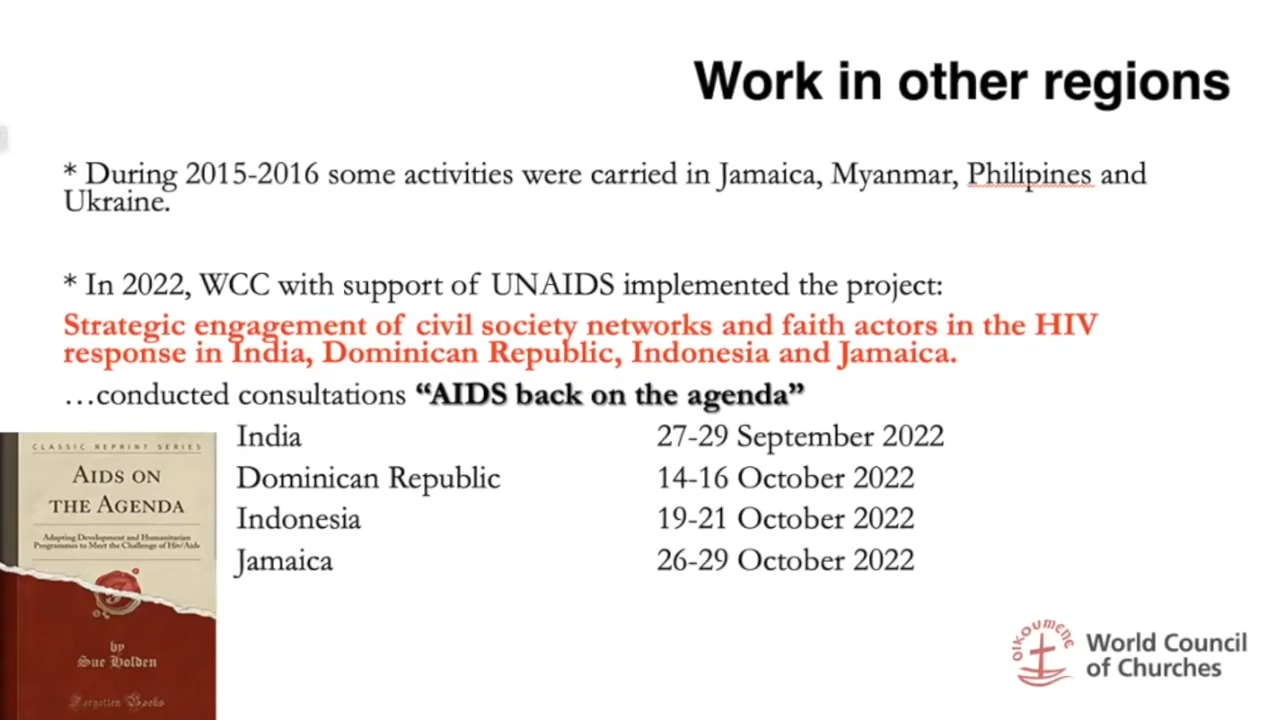 Work in other regions
* During 2015-2016 some activities were carried in Jamaica, Myanmar, Philipines and
Ukraine.
* In 2022, WCC with support of UNAIDS implemented the project:
Strategic engagement of civil society networks and faith actors in the HIV
response in India, Dominican Republic, Indonesia and Jamaica.
…conducted consultations “AIDS back on the agenda”
India 27-29 September 2022
Dominican Republic 14-16 October 2022
Indonesia 19-21 October 2022
Jamaica 26-29 October 2022
CLASSIC REPRINT SERIES
AIDS ON
THE AGENDA
Adapting Development and Humanitarian
Programmes to Meet the Challenge of Hiv/Aids
by
Sue Holden
Forgotten Books
OIKOUMENE
World Council
of Churches